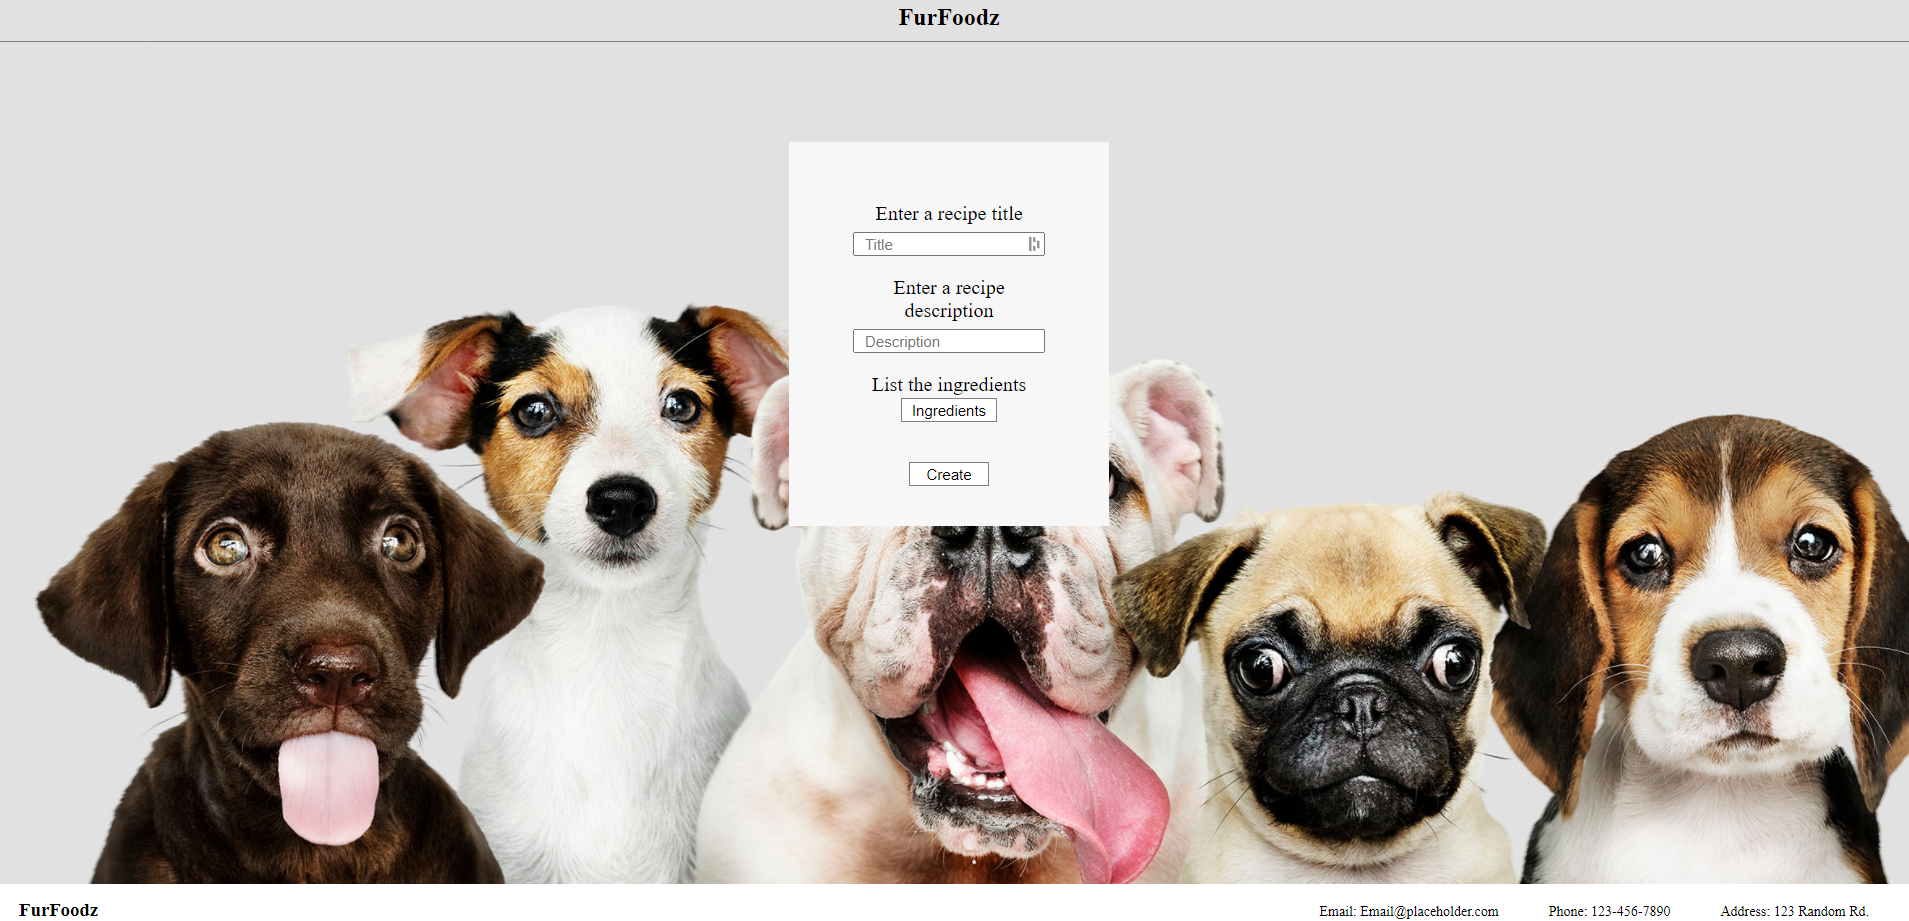 FurFoodz
Enter a recipe title
Title
Enter a recipe
description
Description
List the ingredients
Ingredients
Create
FurFoodz
Email: Email@placeholder.com
Phone: 123-456-7890
Address: 123 Random Rd.